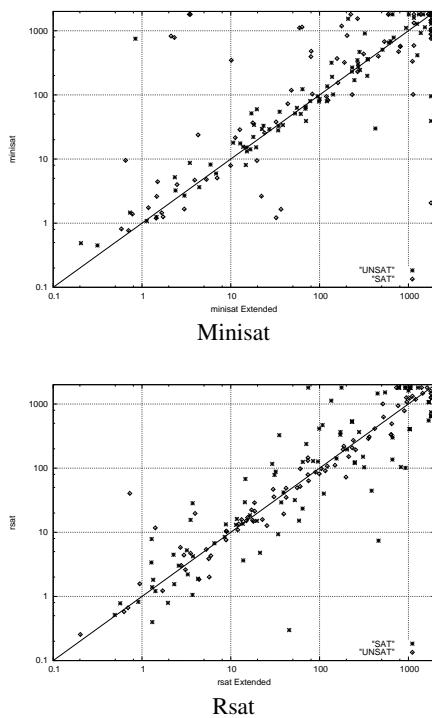 1000
100
10
1
0.1
0.1 1 10 100 1000
minisat
minisat Extended
"UNSAT"
"SAT"
Minisat
1000
100
10
1
0.1
0.1 1 10 100 1000
rsat
rsat Extended
"SAT"
"UNSAT"
Rsat